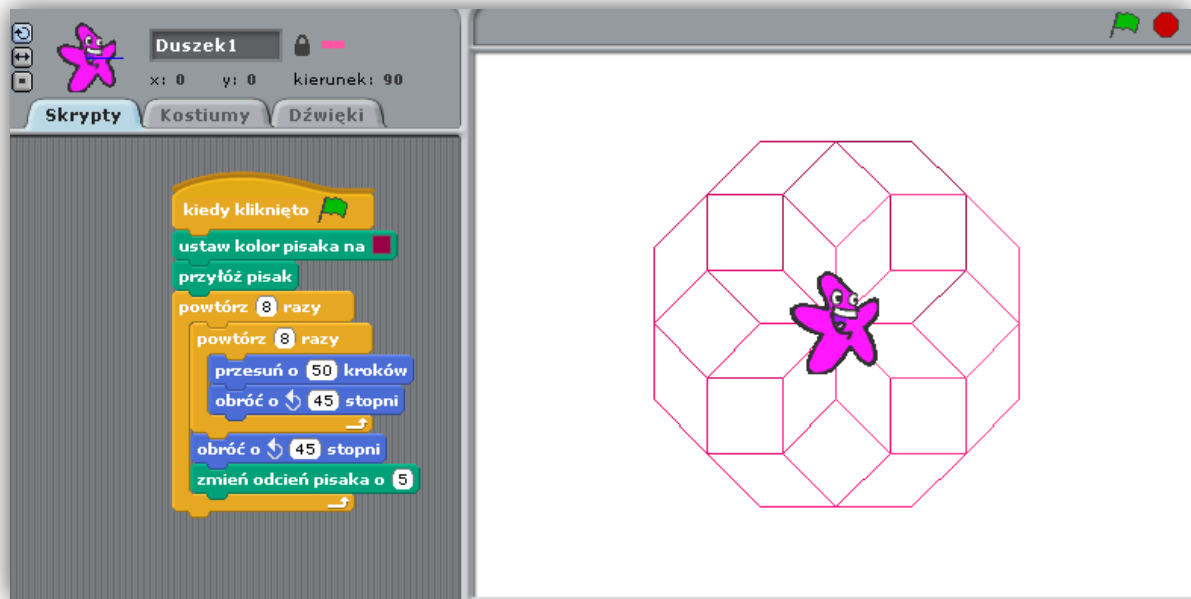 Duszek1
x: 0 y: 0 kierunek: 90
Skrypty Kostiumy Dźwięki
kiedy kliknięto
ustaw kolor pisaka na
przyłóż pisak
powtórz 8 razy
powtórz 8 razy
przesuń o 50 kroków
obróć o 45 stopni
obróć o 45 stopni
zmień odcień pisaka o 5